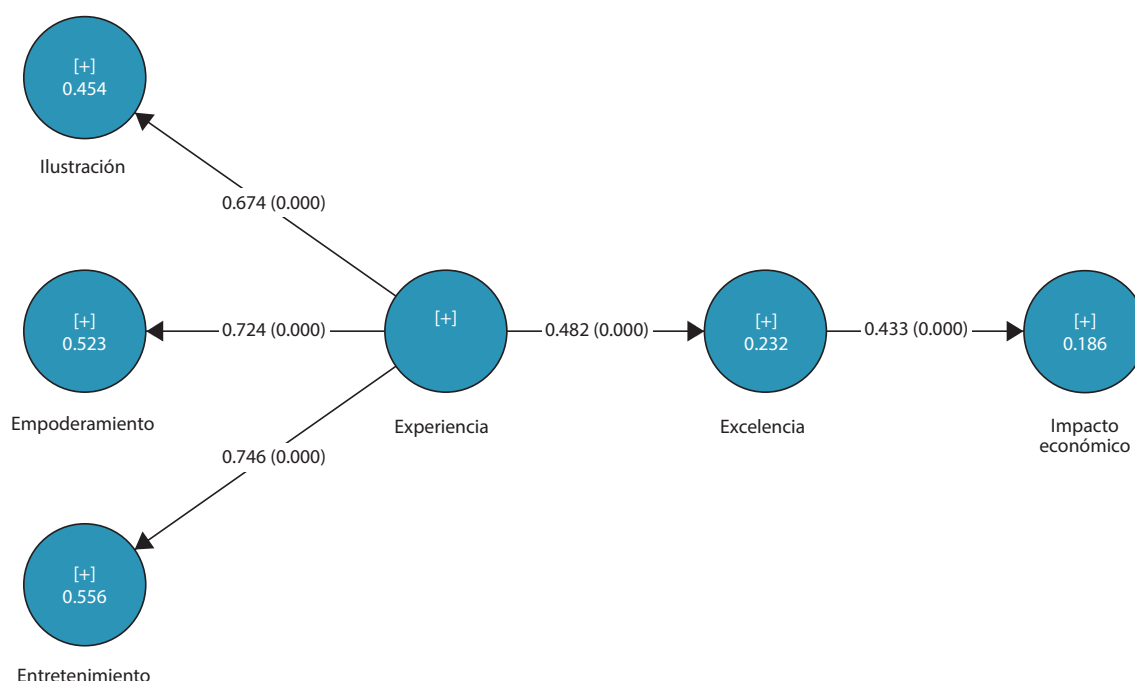 [+]
0.454
Ilustración
0.674 (0.000)
[+]
0.523
Empoderamiento
0.724 (0.000)
[+]
Experiencia
0.482 (0.000)
[+]
0.232
Excelencia
0.433 (0.000)
[+]
0.186
Impacto
económico
0.746 (0.000)
[+]
0.556
Entretenimiento